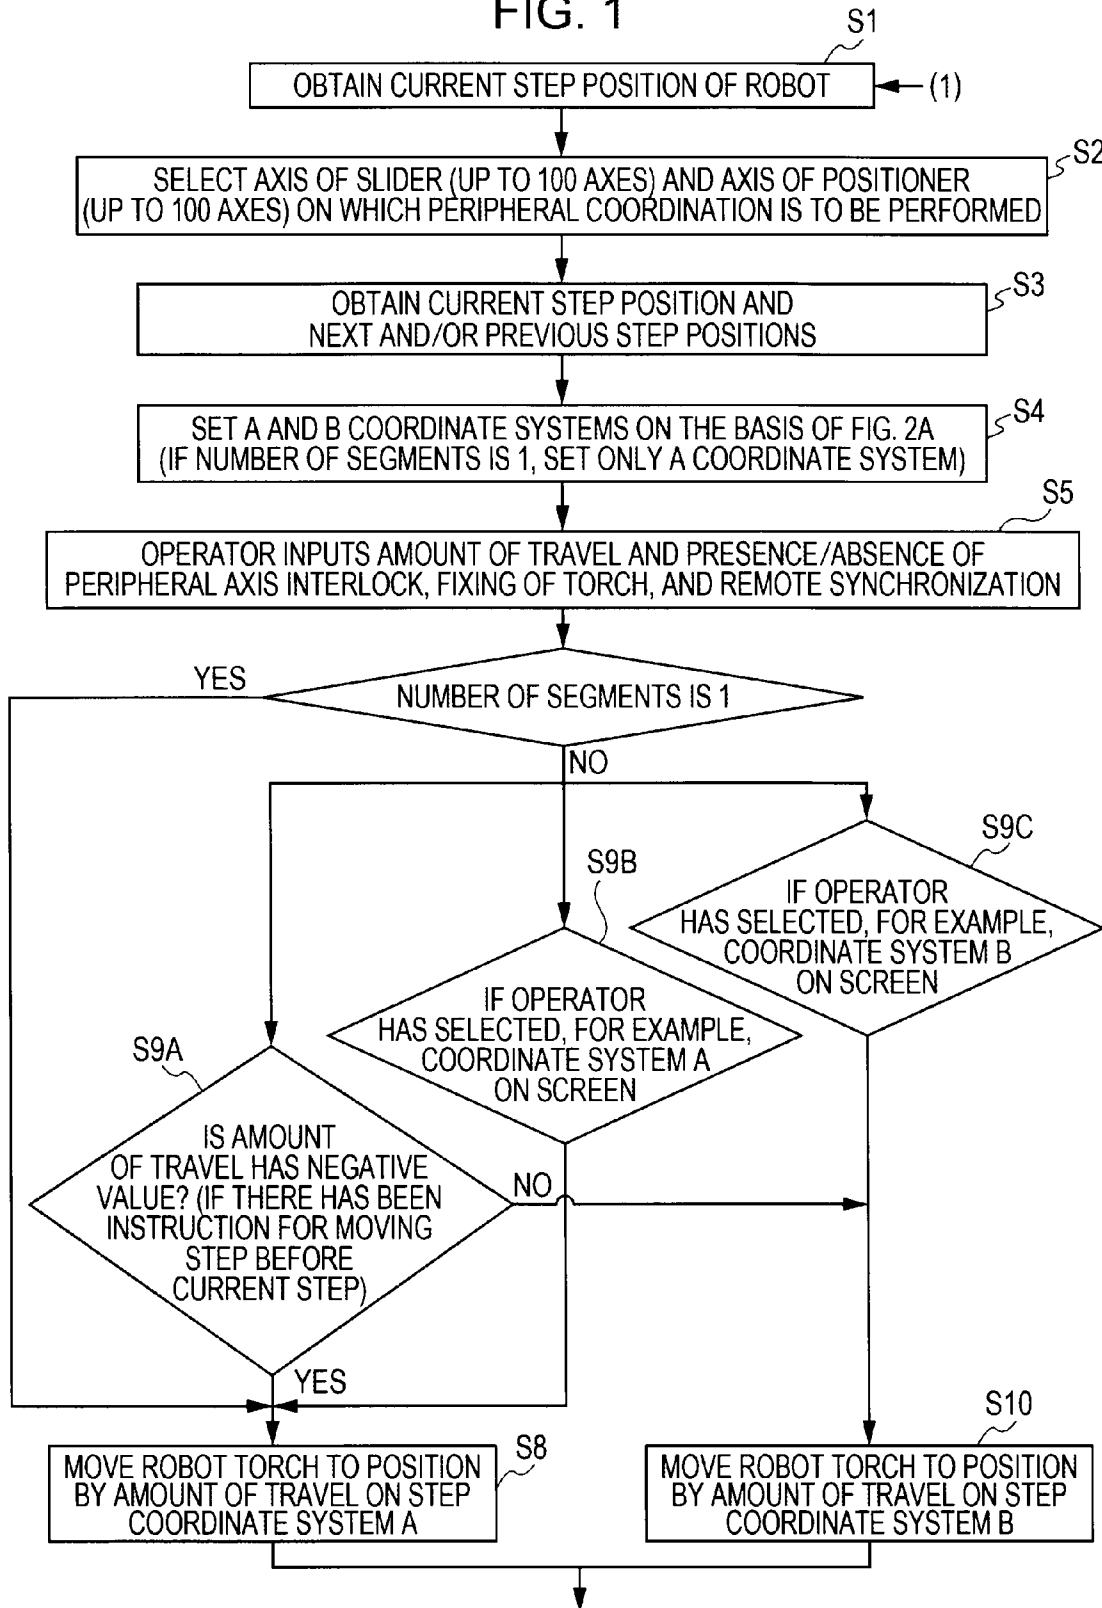 FIG. 1
S1
OBTAIN CURRENT STEP POSITION OF ROBOT
(1)
S2
SELECT AXIS OF SLIDER (UP TO 100 AXES) AND AXIS OF POSITIONER
(UP TO 100 AXES) ON WHICH PERIPHERAL COORDINATION IS TO BE PERFORMED
S3
OBTAIN CURRENT STEP POSITION AND
NEXT AND/OR PREVIOUS STEP POSITIONS
S4
SET A AND B COORDINATE SYSTEMS ON THE BASIS OF FIG. 2A
(IF NUMBER OF SEGMENTS IS 1, SET ONLY A COORDINATE SYSTEM)
S5
OPERATOR INPUTS AMOUNT OF TRAVEL AND PRESENCE/ABSENCE OF
PERIPHERAL AXIS INTERLOCK, FIXING OF TORCH, AND REMOTE SYNCHRONIZATION
YES
NUMBER OF SEGMENTS IS 1
NO
S9C
IF OPERATOR
HAS SELECTED, FOR EXAMPLE,
COORDINATE SYSTEM B
ON SCREEN
S9B
IF OPERATOR
HAS SELECTED, FOR EXAMPLE,
COORDINATE SYSTEM A
ON SCREEN
S9A
IS AMOUNT
OF TRAVEL HAS NEGATIVE
VALUE? (IF THERE HAS BEEN
INSTRUCTION FOR MOVING
STEP BEFORE
CURRENT STEP)
NO
YES
S8
MOVE ROBOT TORCH TO POSITION
BY AMOUNT OF TRAVEL ON STEP
COORDINATE SYSTEM A
S10
MOVE ROBOT TORCH TO POSITION
BY AMOUNT OF TRAVEL ON STEP
COORDINATE SYSTEM B